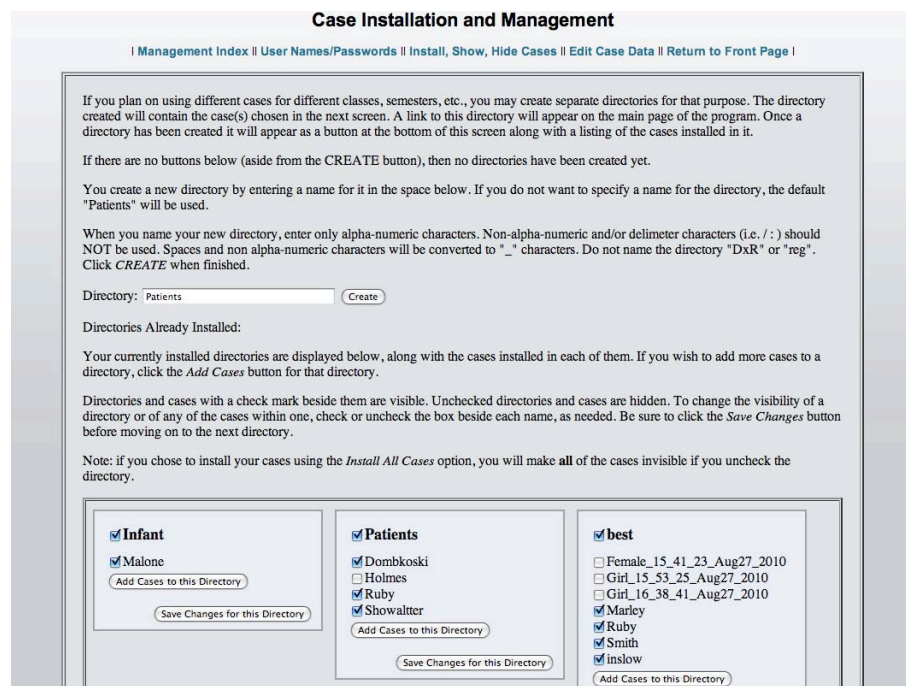 Case Installation and Management
| Management Index || User Names/Passwords || Install, Show, Hide Cases || Edit Case Data || Return to Front Page |
If you plan on using different cases for different classes, semesters, etc., you may create separate directories for that purpose. The directory
created will contain the case(s) chosen in the next screen. A link to this directory will appear on the main page of the program. Once a
directory has been created it will appear as a button at the bottom of this screen along with a listing of the cases installed in it.
If there are no buttons below (aside from the CREATE button), then no directories have been created yet.
You create a new directory by entering a name for it in the space below. If you do not want to specify a name for the directory, the default
"Patients" will be used.
When you name your new directory, enter only alpha-numeric characters. Non-alpha-numeric and/or delimeter characters (i.e. / : ) should
NOT be used. Spaces and non alpha-numeric characters will be converted to "_" characters. Do not name the directory "DxR" or "reg".
Click CREATE when finished.
Directory: Patients Create
Directories Already Installed:
Your currently installed directories are displayed below, along with the cases installed in each of them. If you wish to add more cases to a
directory, click the Add Cases button for that directory.
Directories and cases with a check mark beside them are visible. Unchecked directories and cases are hidden. To change the visibility of a
directory or of any of the cases within one, check or uncheck the box beside each name, as needed. Be sure to click the Save Changes button
before moving on to the next directory.
Note: if you chose to install your cases using the Install All Cases option, you will make all of the cases invisible if you uncheck the
directory.
Infant
Malone
Add Cases to this Directory
Save Changes for this Directory
Patients
Dombkoski
Holmes
Ruby
Showaltter
Add Cases to this Directory
Save Changes for this Directory
best
Female_15_41_23_Aug27_2010
Girl_15_53_25_Aug27_2010
Girl_16_38_41_Aug27_2010
Marley
Ruby
Smith
inslow
Add Cases to this Directory